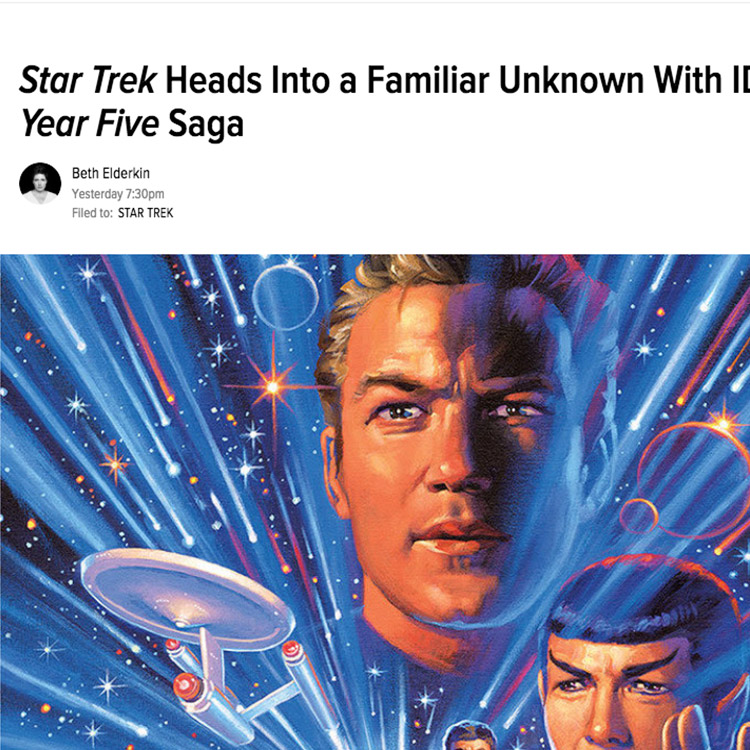 Star Trek Heads Into a Familiar Unknown With
Year Five Saga
Beth Elderkin
Yesterday 7:30pm
Filed to: STAR TREK